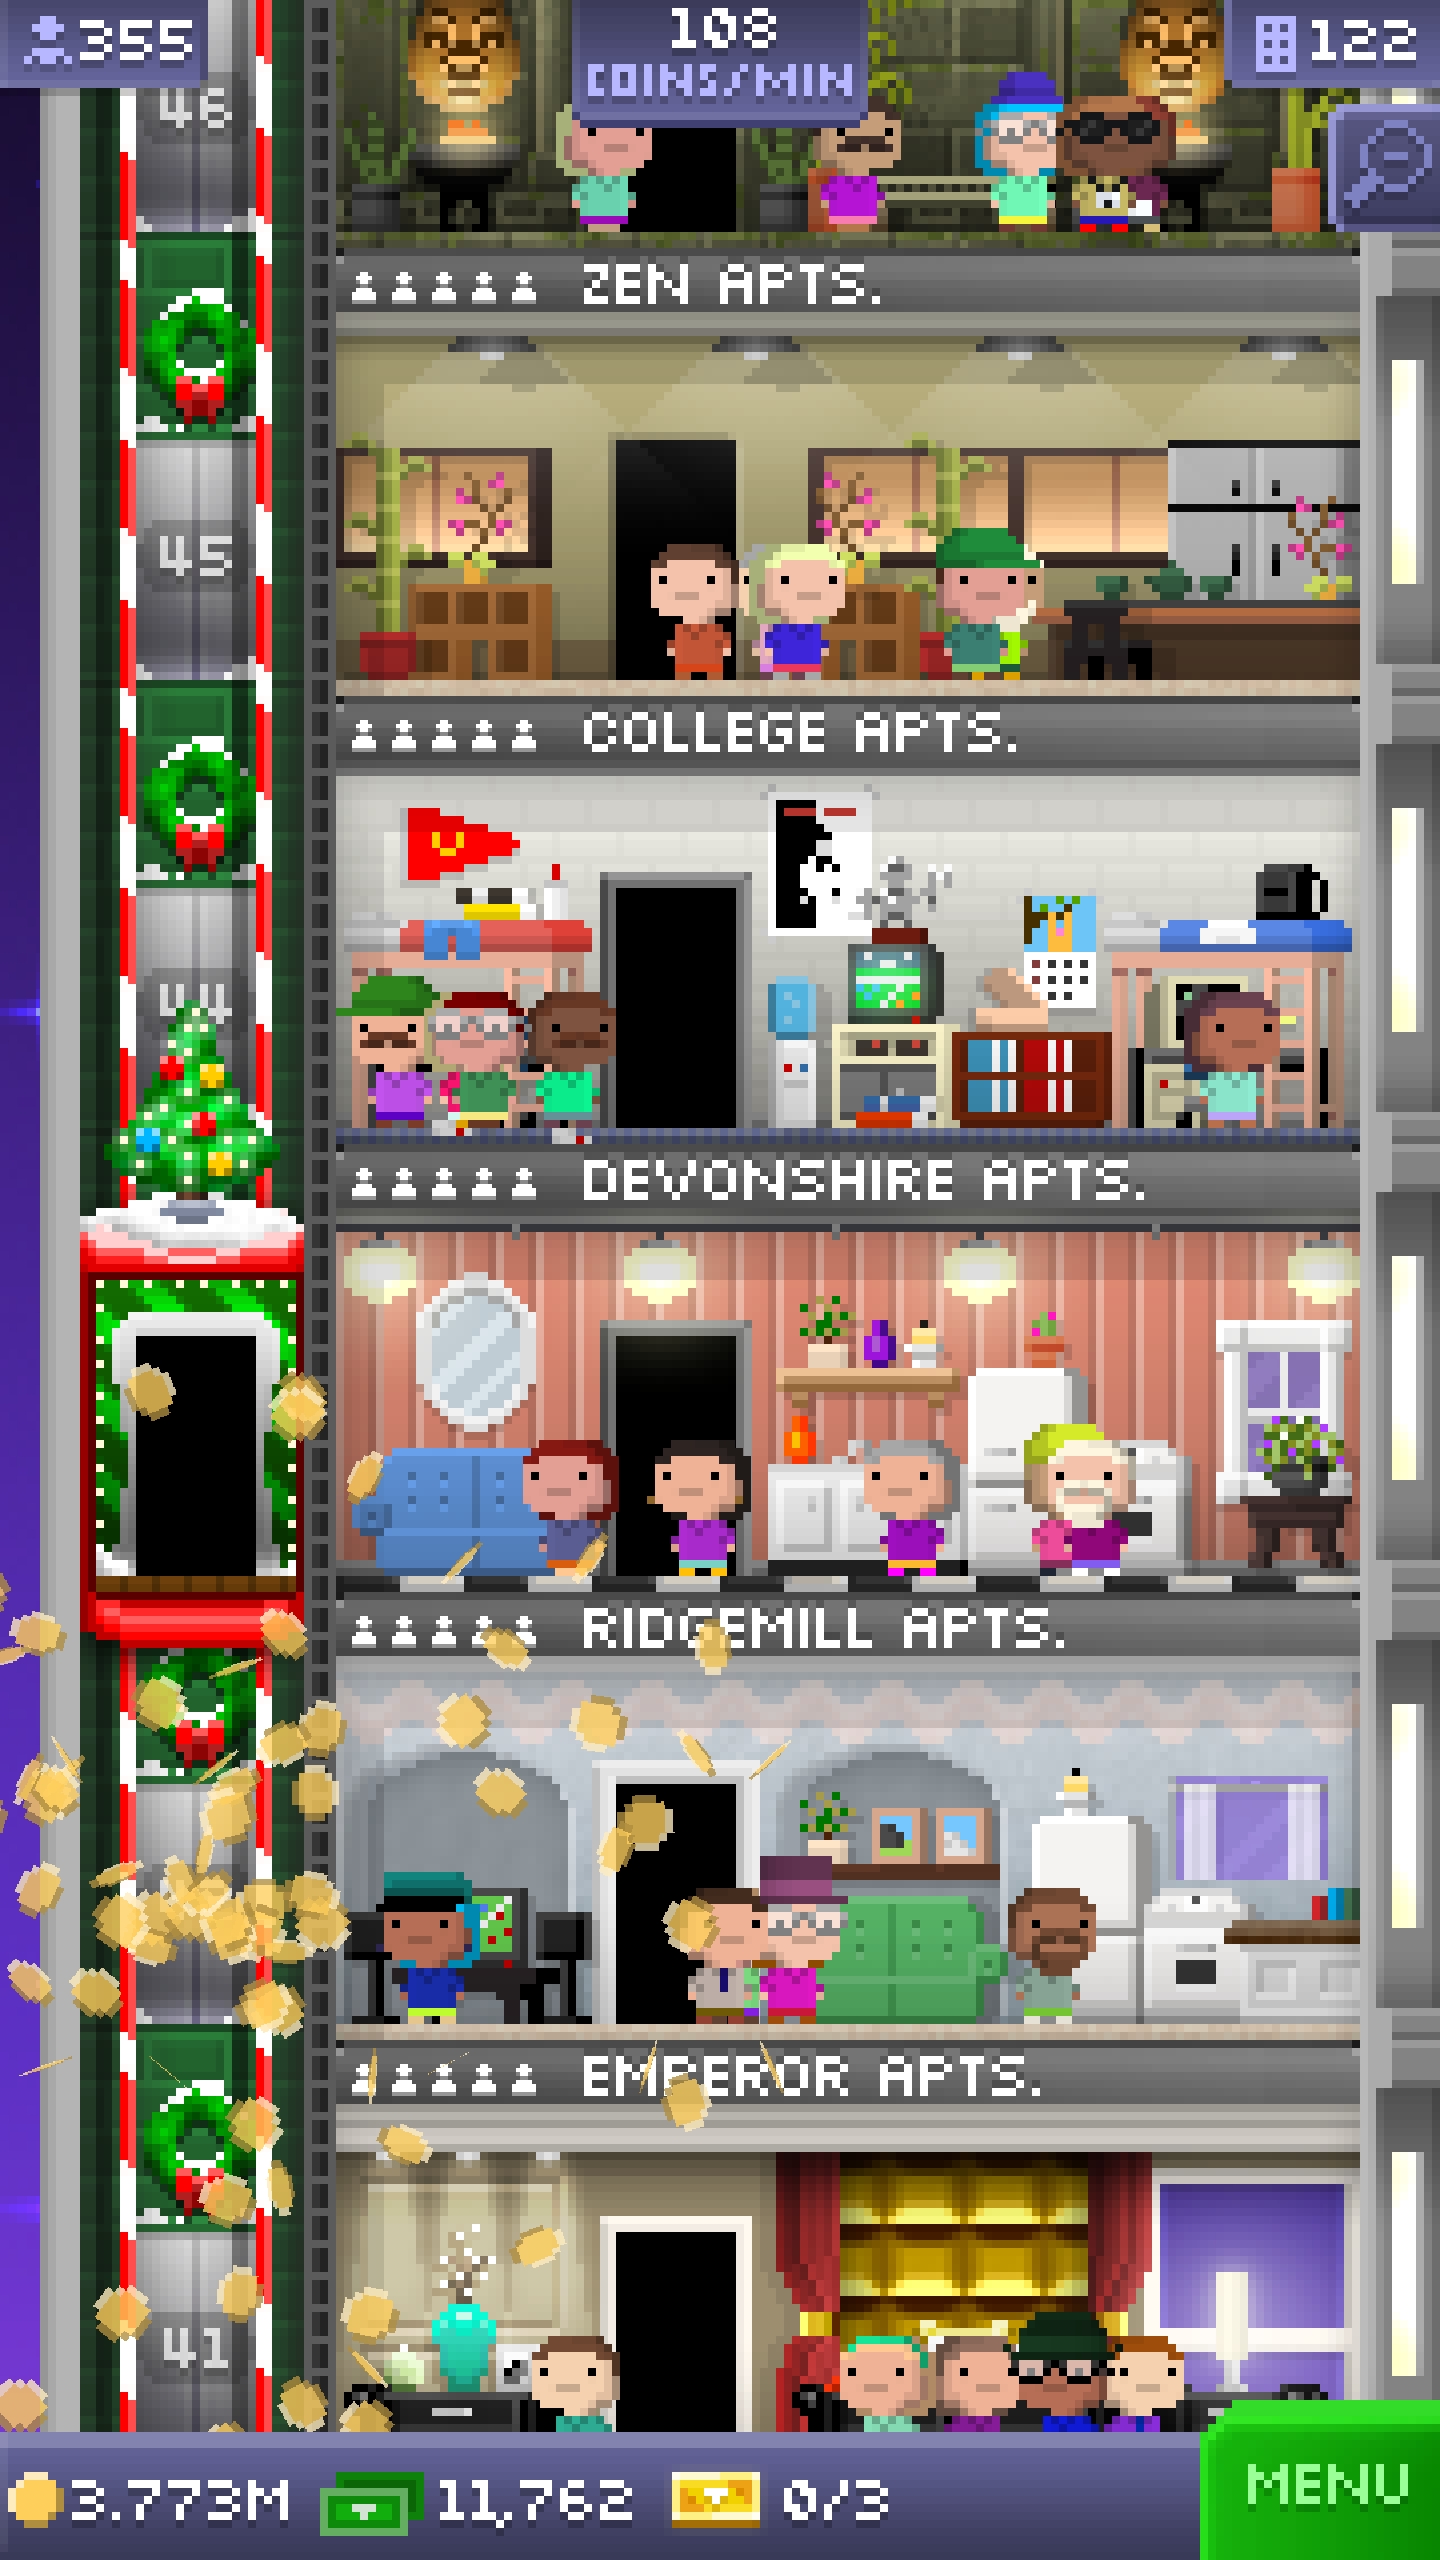 355
108
COINS/MIN
122
46
ZEN APTS.
45
COLLEGE APTS.
44
DEVONSHIRE APTS.
RIDGEMILL APTS.
EMPEROR APTS.
41
3.773M
11,762
0/3
MENU